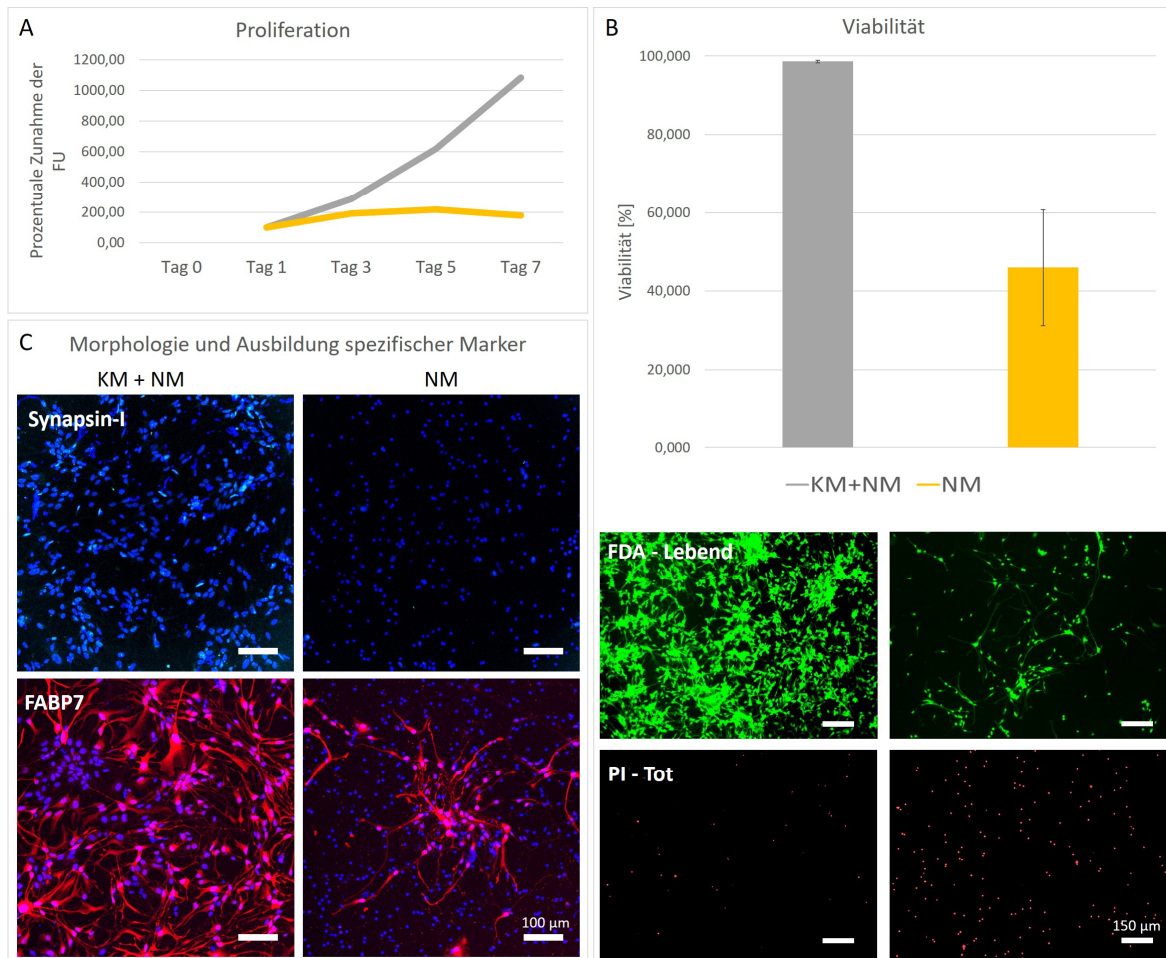 A
Proliferation
Prozentuale Zunahme der
FU
1200,00
1000,00
800,00
600,00
400,00
200,00
0,00
Tag 0
Tag 1
Tag 3
Tag 5
Tag 7
B
Viabilität
Viabilität [%]
100,000
80,000
60,000
40,000
20,000
0,000
KM+NM
NM
FDA - Lebend
PI - Tot
150 µm
C
Morphologie und Ausbildung spezifischer Marker
KM + NM
NM
Synapsin-I
FABP7
100 µm